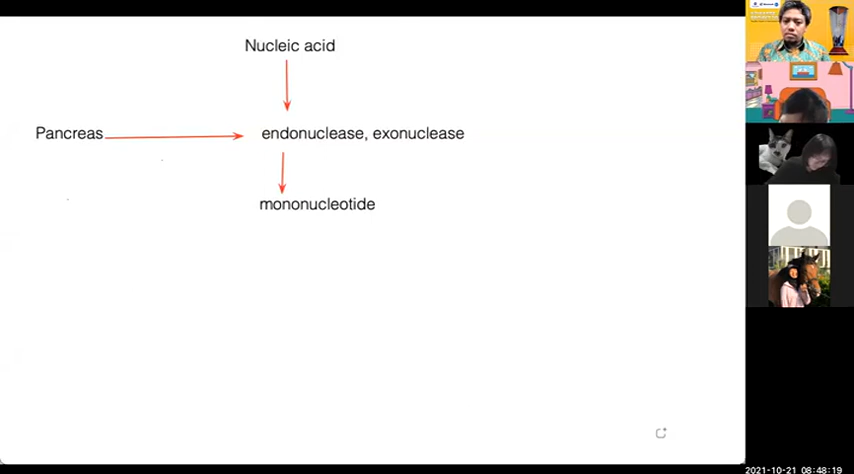 Nucleic acid
Pancreas
endonuclease, exonuclease
mononucleotide
2021-10-21 08:48:19